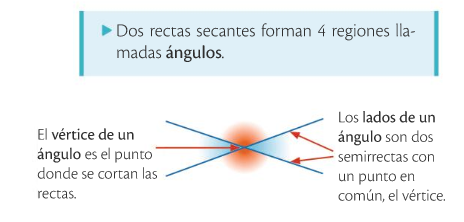 ▶ Dos rectas secantes forman 4 regiones lla-
madas ángulos.
El vértice de un
ángulo es el punto
donde se cortan las
rectas.
Los lados de un
ángulo son dos
semirrectas con
un punto en
común, el vértice.